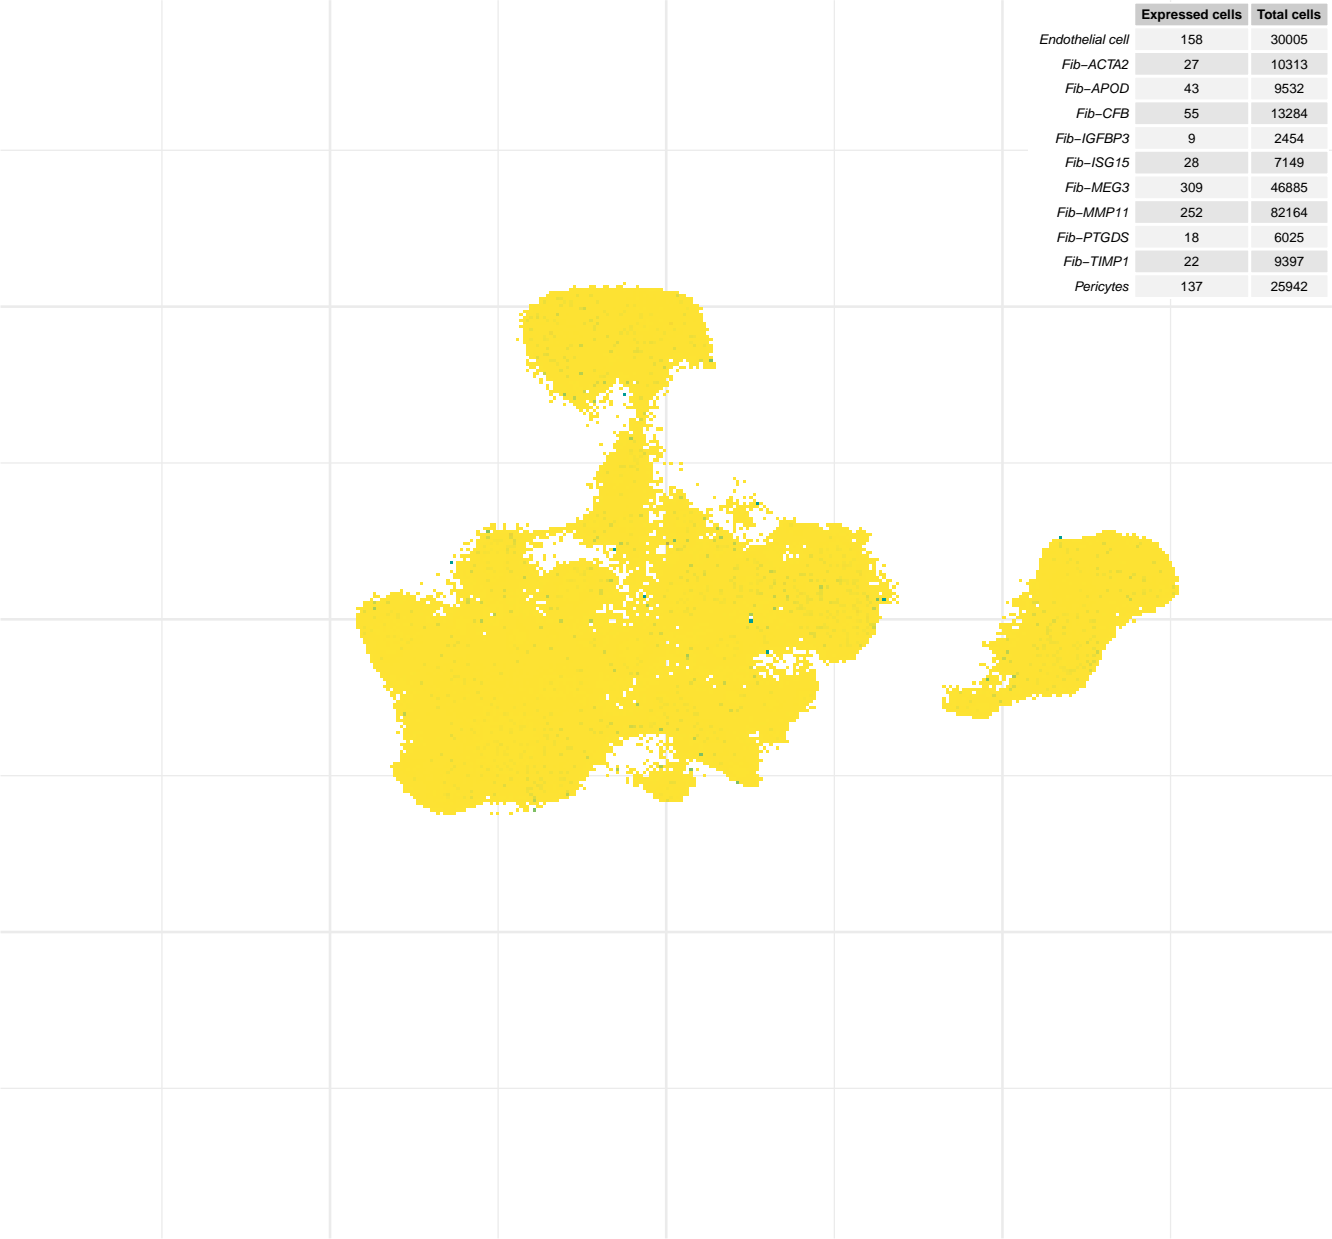 Expressed cells Total cells
Endothelial cell 158 30005
Fib−ACTA2 27 10313
Fib−APOD 43 9532
Fib−CFB 55 13284
Fib−IGFBP3 9 2454
Fib−ISG15 28 7149
Fib−MEG3 309 46885
Fib−MMP11 252 82164
Fib−PTGDS 18 6025
Fib−TIMP1 22 9397
Pericytes 137 25942